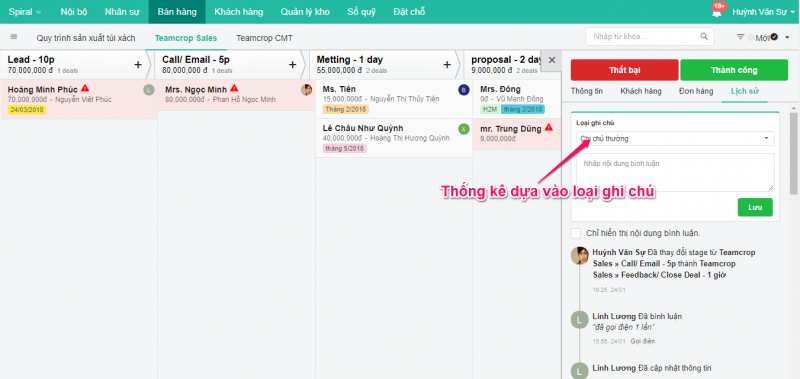 Spiral Nội bộ Nhân sự Bán hàng Khách hàng Quản lý kho Sổ quỹ Đặt chỗ 10+ Huỳnh Văn Sự
Quy trình sản xuất túi xách Teamcrop Sales Teamcrop CMT Nhập từ khóa... Mới
Lead - 10p
70,000,000 đ 1 deals
+
Hoàng Minh Phúc
70,000,000đ - Nguyễn Viết Phúc
24/03/2018
L
Call/ Email - 5p
80,000,000 đ 1 deals
+
Mrs. Ngọc Minh
80,000,000đ - Phan Hồ Ngọc Minh
Metting - 1 day
55,000,000 đ 2 deals
+
Ms. Tiên
15,000,000đ - Nguyễn Thị Thủy Tiên
Tháng 2/2018
B
Lê Châu Như Quỳnh
40,000,000đ - Hoàng Thị Hương Quỳnh
tháng 5/2018
X
proposal - 2 day
9,000,000 đ 2 deals
Mrs. Đông
0đ - Vũ Mạnh Đông
H2M tháng 2/2018
mr. Trung Dũng
9,000,000đ
×
Thất bại Thành công
Thông tin Khách hàng Đơn hàng Lịch sử
Loại ghi chú
Ghi chú thường
Nhập nội dung bình luận
Lưu
Thống kê dựa vào loại ghi chú
Chỉ hiển thị nội dung bình luận.
Huỳnh Văn Sự Đã thay đổi stage từ Teamcrop
Sales » Call/ Email - 5p thành Teamcrop
Sales » Feedback/ Close Deal - 1 giờ
16:28, 24/01
L
Linh Lương Đã bình luận
"đã gọi điện 1 lần"
15:56, 24/01 Gọi điện
L
Linh Lương Đã cập nhật thông tin